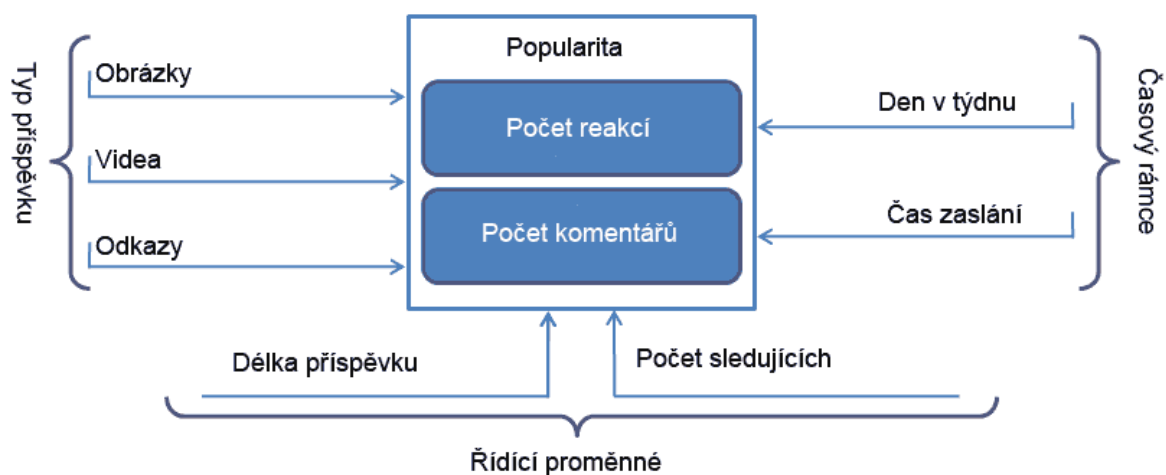 Popularita
Typ příspěvku
Obrázky
Videa
Odkazy
Počet reakcí
Počet komentářů
Den v týdnu
Čas zaslání
Časový rámce
Délka příspěvku
Počet sledujících
Řídící proměnné